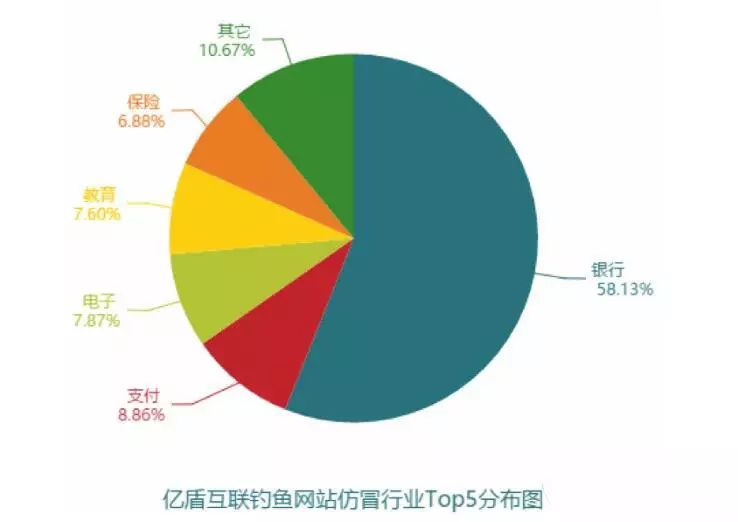 其它
10.67%
保险
6.88%
教育
7.60%
电子
7.87%
支付
8.86%
银行
58.13%
亿盾互联钓鱼网站仿冒行业Top5分布图